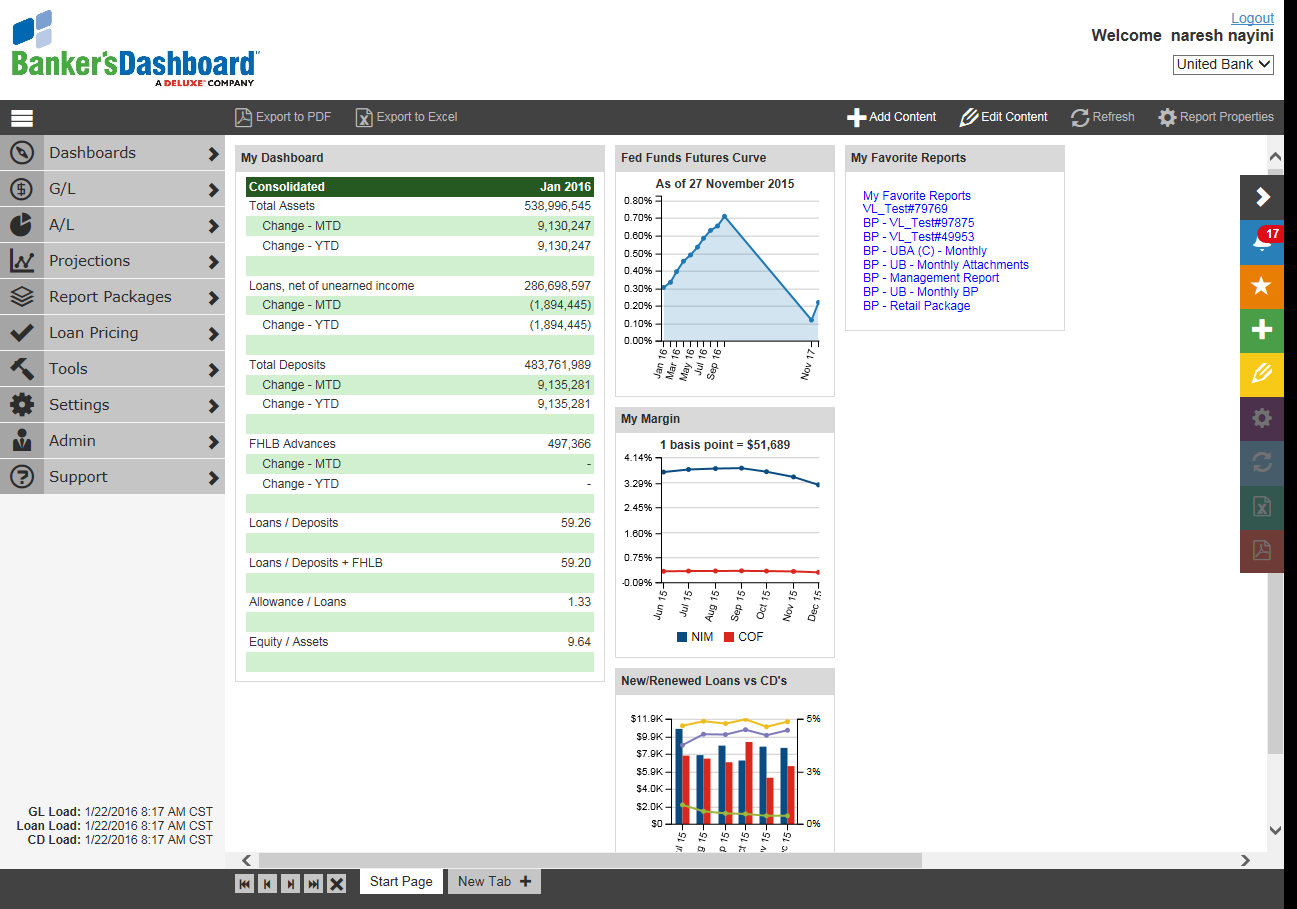 Logout
Welcome naresh nayini
United Bank
Banker'sDashboard
A DELUXE COMPANY
Export to PDF
Export to Excel
Add Content
Edit Content
Refresh
Report Properties
Dashboards
G/L
A/L
Projections
Report Packages
Loan Pricing
Tools
Settings
Admin
Support
GL Load: 1/22/2016 8:17 AM CST
Loan Load: 1/22/2016 8:17 AM CST
CD Load: 1/22/2016 8:17 AM CST
My Dashboard
Consolidated Jan 2016
Total Assets 538,996,545
Change - MTD 9,130,247
Change - YTD 9,130,247
Loans, net of unearned income 286,698,597
Change - MTD (1,894,445)
Change - YTD (1,894,445)
Total Deposits 483,761,989
Change - MTD 9,135,281
Change - YTD 9,135,281
FHLB Advances 497,366
Change - MTD -
Change - YTD -
Loans / Deposits 59.26
Loans / Deposits + FHLB 59.20
Allowance / Loans 1.33
Equity / Assets 9.64
Fed Funds Futures Curve
As of 27 November 2015
0.80%
0.70%
0.60%
0.50%
0.40%
0.30%
0.20%
0.10%
0.00%
Jan 16
Mar 16
May 16
Jul 16
Sep 16
Nov 17
My Margin
1 basis point = $51,689
4.14%
3.29%
2.45%
1.60%
0.75%
-0.09%
Jun 15
Jul 15
Aug 15
Sep 15
Oct 15
Nov 15
Dec 15
NIM
COF
New/Renewed Loans vs CD's
$11.9K
$9.9K
$7.9K
$5.9K
$4.0K
$2.0K
$0
5%
3%
0%
ul 15
g 15
p 15
ct 15
v 15
c 15
My Favorite Reports
My Favorite Reports
VL_Test#79769
BP - VL_Test#97875
BP - VL_Test#49953
BP - UBA (C) - Monthly
BP - UB - Monthly Attachments
BP - Management Report
BP - UB - Monthly BP
BP - Retail Package
17
Start Page
New Tab